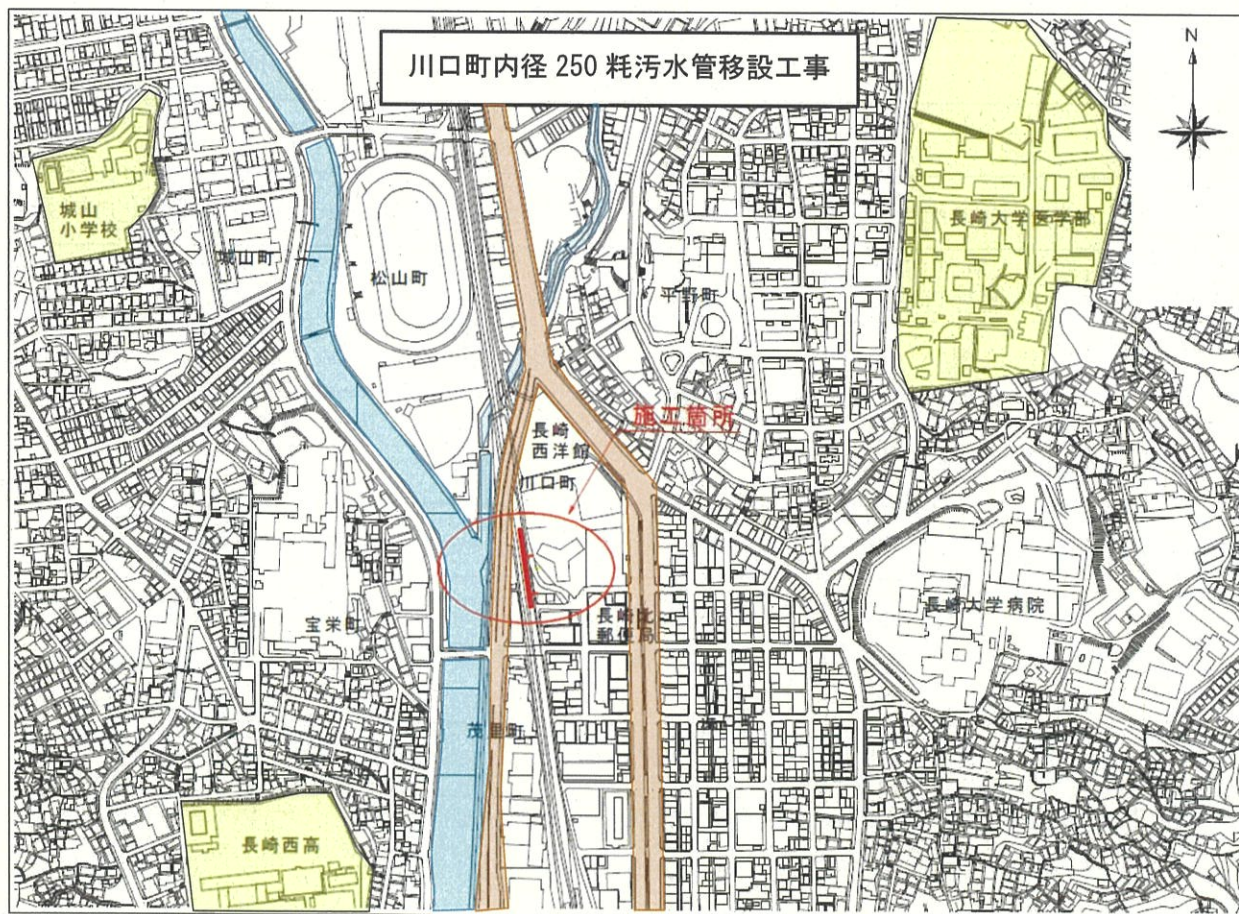 川口町内径 250 粍汚水管移設工事
N
城山
小学校
長崎大学医学部
城山町
松山町
平野町
施工箇所
長崎
西洋館
川口町
長崎大学病院
長崎北
郵便局
宝栄町
茂里町
長崎西高